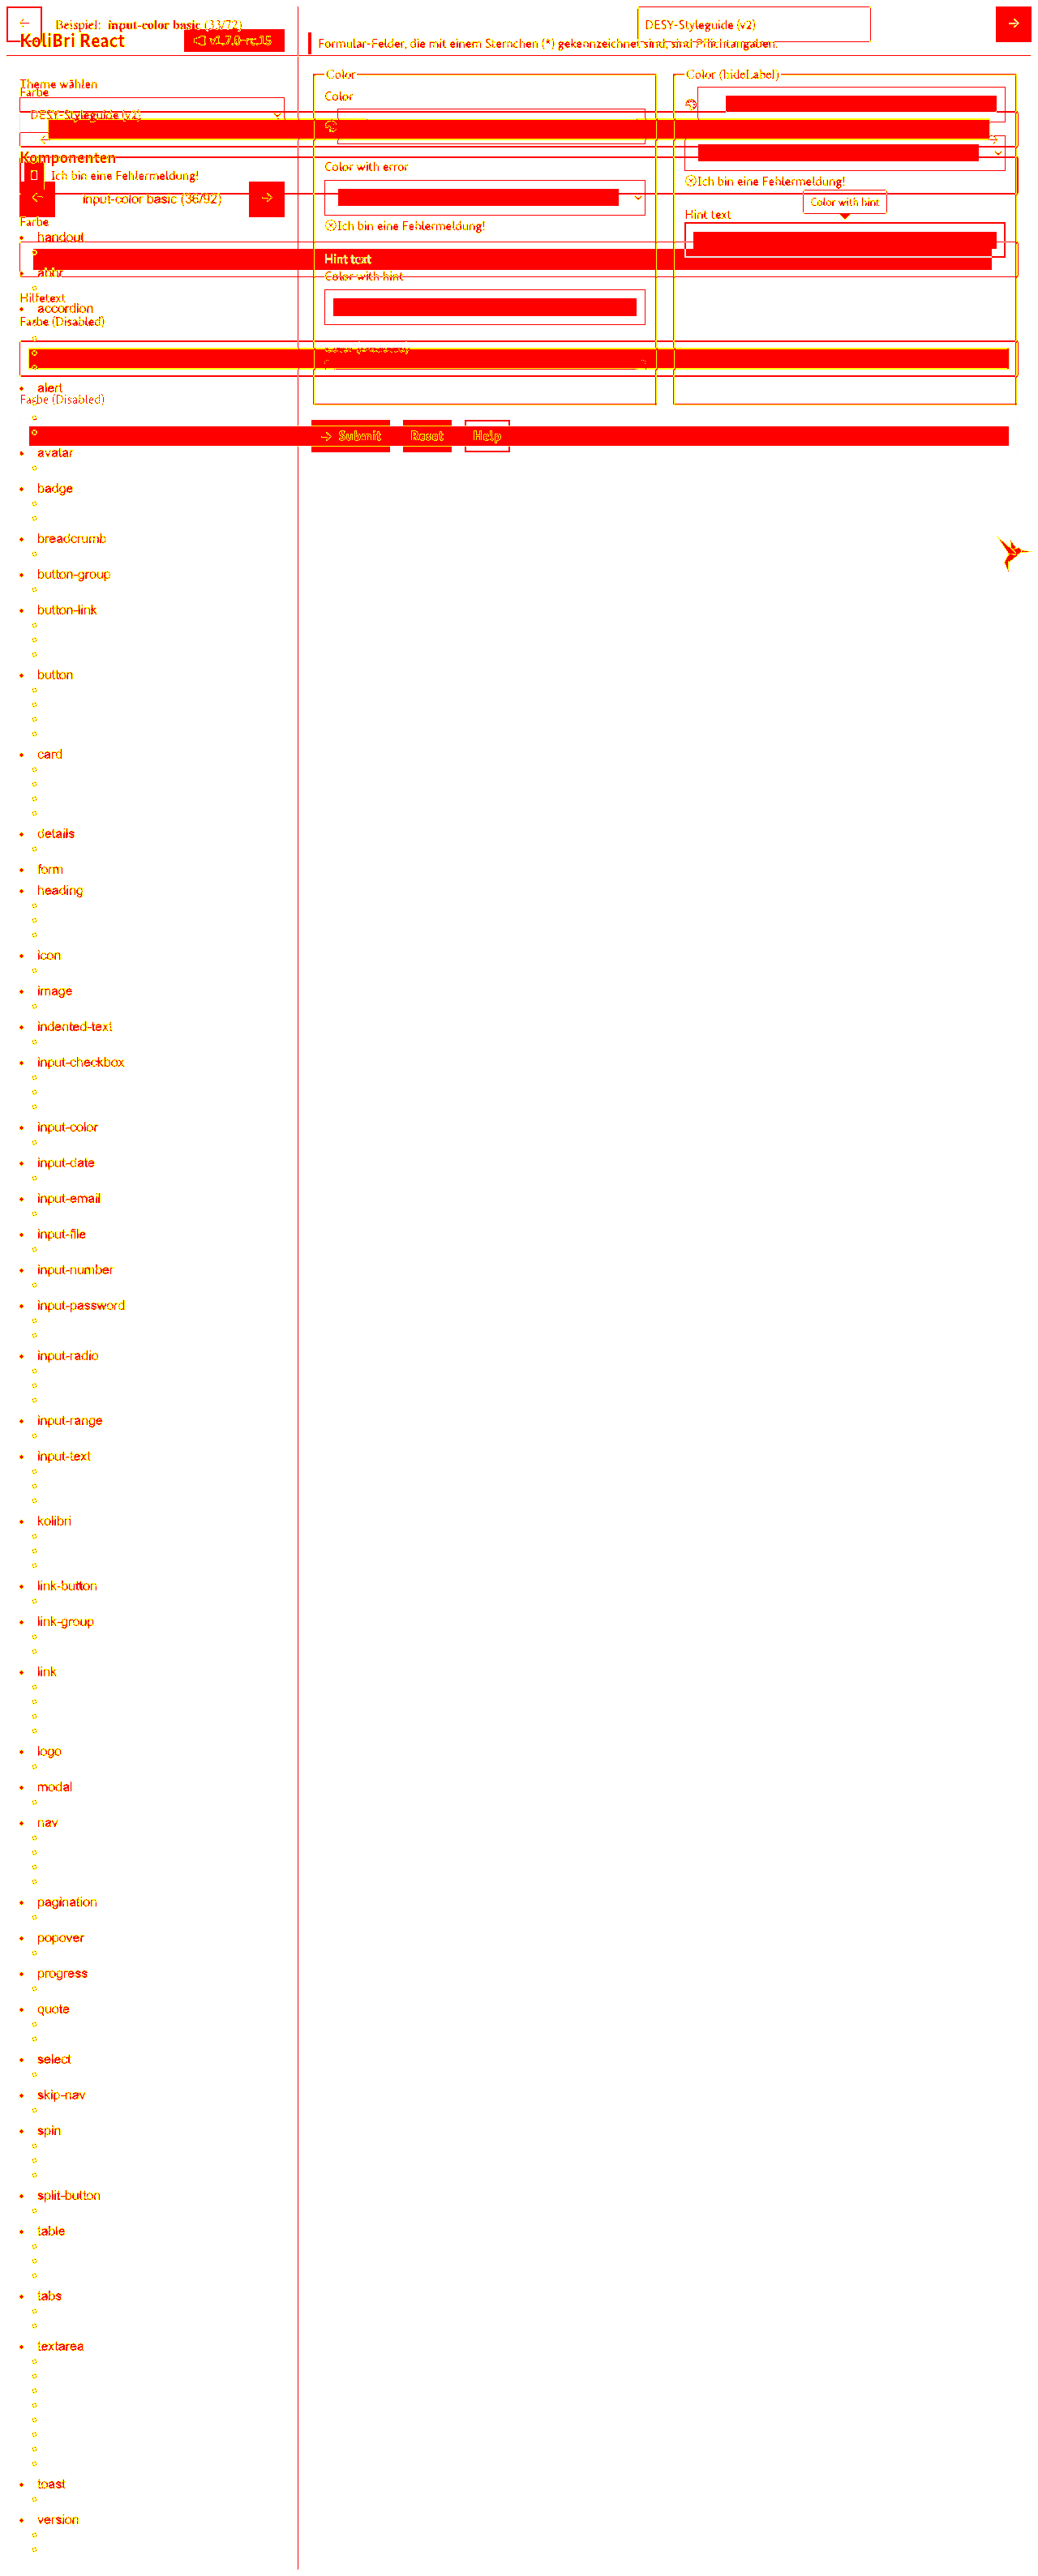 Beispiel: input-color basic (33/72)
DESY-Styleguide (v2)
KoliBri React
v1.7.0-rc.15
Formular-Felder, die mit einem Sternchen (*) gekennzeichnet sind, sind Pflichtangaben.
Theme wählen
Farbe
DESY-Styleguide (v2)
Komponenten
Ich bin eine Fehlermeldung!
input-color basic (36/92)
Farbe
handout
abbr
Hilfetext
accordion
Farbe (Disabled)
alert
Farbe (Disabled)
avatar
badge
breadcrumb
button-group
button-link
button
card
details
form
heading
icon
image
indented-text
input-checkbox
input-color
input-date
input-email
input-file
input-number
input-password
input-radio
input-range
input-text
kolibri
link-button
link-group
link
logo
modal
nav
pagination
popover
progress
quote
select
skip-nav
spin
split-button
table
tabs
textarea
toast
version
Color
Color
Color with error
Ich bin eine Fehlermeldung!
Hint text
Color with hint
Color (Disabled)
Color (hideLabel)
Ich bin eine Fehlermeldung!
Color with hint
Hint text
Submit
Reset
Help